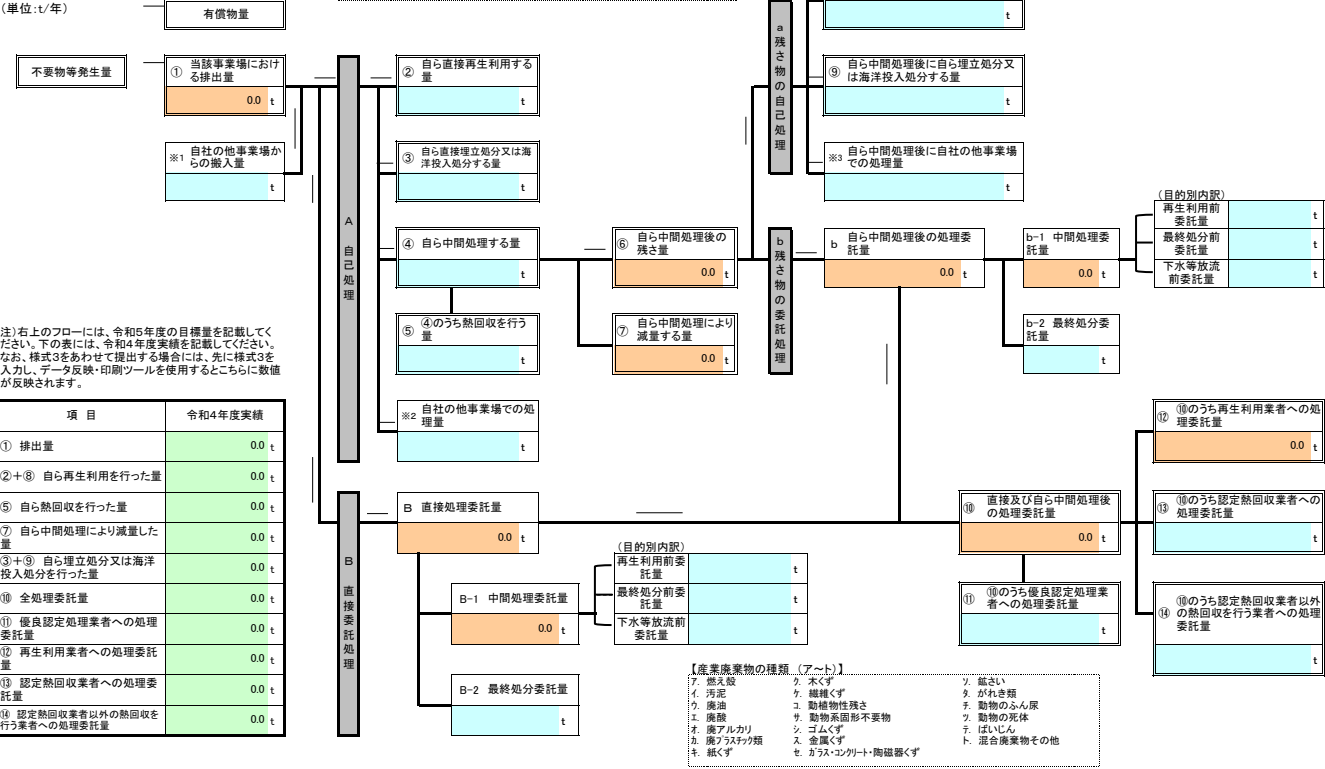 （単位:t/年）
有償物量
不要物等発生量
① 当該事業場におけ
る排出量
0.0 t
※1 自社の他事業場か
らの搬入量
t
A 自己処理
② 自ら直接再生利用する
量
t
③ 自ら直接埋立処分又は海
洋投入処分する量
t
④ 自ら中間処理する量
t
⑤ ④のうち熱回収を行う
量
t
※2 自社の他事業場での処
理量
t
⑥ 自ら中間処理後の
残さ量
0.0 t
⑦ 自ら中間処理により
減量する量
0.0 t
a 残さ物の自己処理
t
⑨ 自ら中間処理後に自ら埋立処分又
は海洋投入処分する量
t
※3 自ら中間処理後に自社の他事業場
での処理量
t
b 残さ物の委託処理
b 自ら中間処理後の処理委
託量
0.0 t
b-1 中間処理委
託量
0.0 t
（目的別内訳）
再生利用前
委託量
t
最終処分前
委託量
t
下水等放流
前委託量
t
b-2 最終処分委
託量
t
注）右上のフローには、令和5年度の目標量を記載してく
ださい。下の表には、令和4年度実績を記載してください。
なお、様式3をあわせて提出する場合には、先に様式3を
入力し、データ反映・印刷ツールを使用するとこちらに数値
が反映されます。
項 目 令和4年度実績
① 排出量 0.0 t
②＋⑧ 自ら再生利用を行った量 0.0 t
⑤ 自ら熱回収を行った量 0.0 t
⑦ 自ら中間処理により減量した
量 0.0 t
③＋⑨ 自ら埋立処分又は海洋
投入処分を行った量 0.0 t
⑩ 全処理委託量 0.0 t
⑪ 優良認定処理業者への処理
委託量 0.0 t
⑫ 再生利用業者への処理委託
量 0.0 t
⑬ 認定熱回収業者への処理委
託量 0.0 t
⑭ 認定熱回収業者以外の熱回収を
行う業者への処理委託量 0.0 t
B 直接委託処理
B 直接処理委託量
0.0 t
B-1 中間処理委託量
0.0 t
（目的別内訳）
再生利用前委
託量
t
最終処分前委
託量
t
下水等放流前
委託量
t
B-2 最終処分委託量
t
⑩ 直接及び自ら中間処理後
の処理委託量
0.0 t
⑪ ⑩のうち優良認定処理業
者への処理委託量
t
⑫ ⑩のうち再生利用業者への処
理委託量
0.0 t
⑬ ⑩のうち認定熱回収業者への
処理委託量
t
⑭ ⑩のうち認定熱回収業者以外
の熱回収を行う業者への処理
委託量
t
【産業廃棄物の種類 （ア～ト）】
ア. 燃え殻 ク. 木くず ソ. 鉱さい
イ. 汚泥 ケ. 繊維くず タ. がれき類
ウ. 廃油 コ. 動植物性残さ チ. 動物のふん尿
エ. 廃酸 サ. 動物系固形不要物 ツ. 動物の死体
オ. 廃アルカリ シ. ゴムくず テ. ばいじん
カ. 廃プラスチック類 ス. 金属くず ト. 混合廃棄物その他
キ. 紙くず セ. ガラス・コンクリート・陶磁器くず